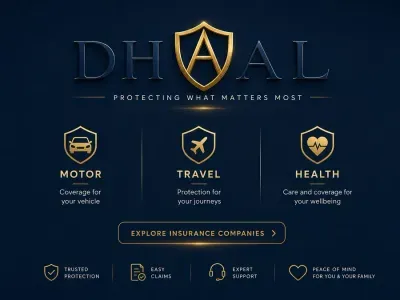 DHAAL
PROTECTING WHAT MATTERS MOST
MOTOR
Coverage for
your vehicle
TRAVEL
Protection for
your journeys
HEALTH
Care and coverage for
your wellbeing
EXPLORE INSURANCE COMPANIES >
TRUSTED
PROTECTION
EASY
CLAIMS
EXPERT
SUPPORT
PEACE OF MIND
FOR YOU & YOUR FAMILY